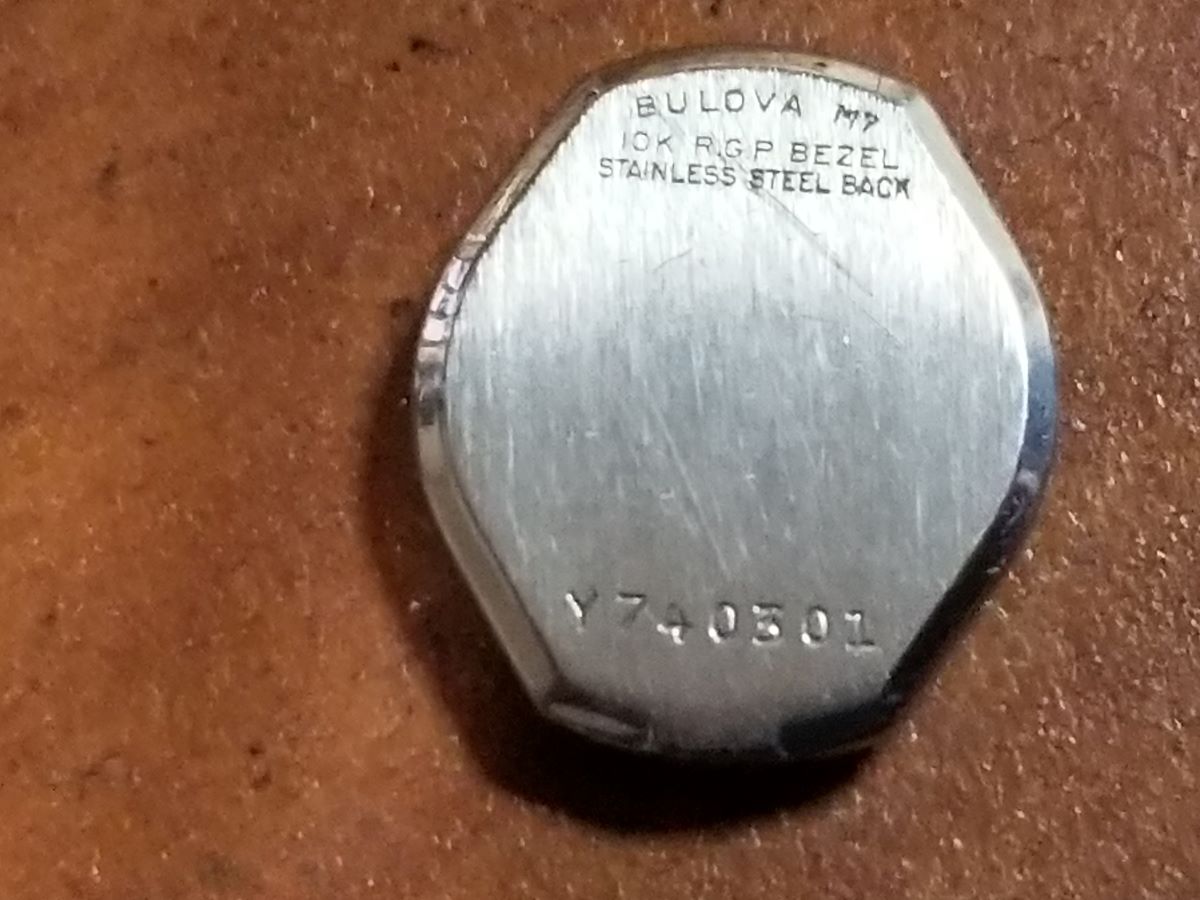 BULOVA M7
10K R.G.P BEZEL
STAINLESS STEEL BACK
Y740301